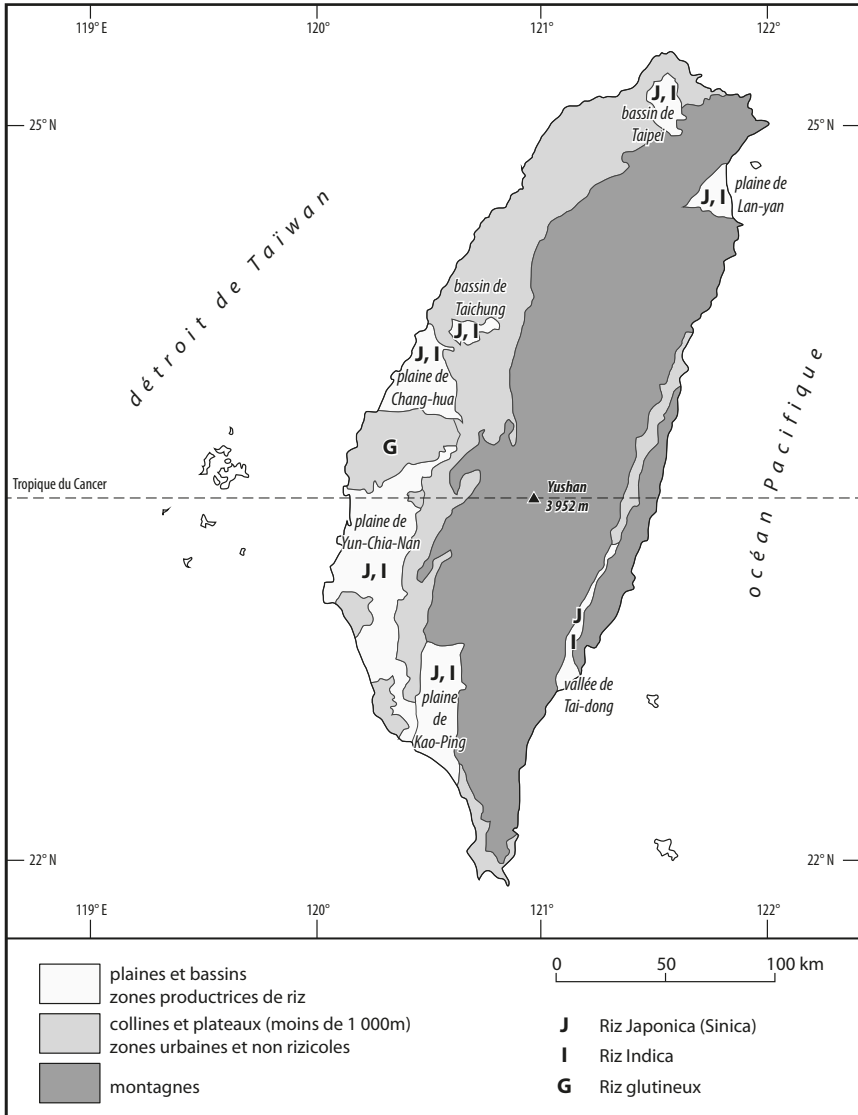 119° E
120°
121°
122°
25° N
25° N
J, I
bassin de
Taipei
J, I
plaine de
Lan-yan
détroit de Taïwan
bassin de
Taichung
J, I
J, I
plaine de
Chang-hua
G
océan Pacifique
Tropique du Cancer
Yushan
3 952 m
plaine de
Yun-Chia-Nan
J, I
J
I
J, I
plaine
de
Kao-Ping
vallée de
Tai-dong
22° N
22° N
119° E
120°
121°
122°
plaines et bassins
zones productrices de riz
collines et plateaux (moins de 1 000m)
zones urbaines et non rizicoles
montagnes
0 50 100 km
J Riz Japonica (Sinica)
I Riz Indica
G Riz glutineux